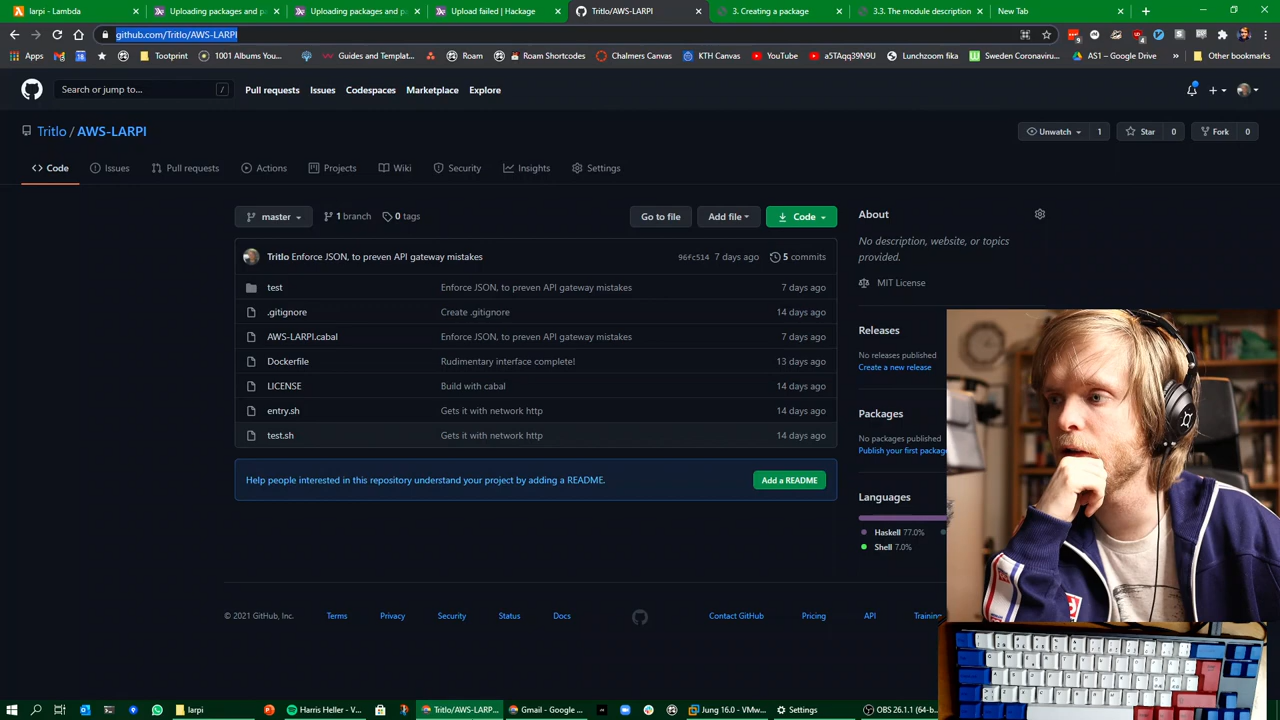 larpi - Lambda
Uploading packages and p
Uploading packages and p
Upload failed | Hackage
Tritlo/AWS-LARPI
3. Creating a package
3.3. The module description
New Tab
github.com/Tritlo/AWS-LARPI
Apps
Tootprint
1001 Albums You...
Guides and Templat...
Roam
Roam Shortcodes
Chalmers Canvas
KTH Canvas
YouTube
a5TAqq39N9U
Lunchzoom fika
Sweden Coronaviru...
AS1 – Google Drive
Other bookmarks
Search or jump to...
/
Pull requests
Issues
Codespaces
Marketplace
Explore
Tritlo / AWS-LARPI
Unwatch
1
Star
0
Fork
0
Code
Issues
Pull requests
Actions
Projects
Wiki
Security
Insights
Settings
master
1 branch
0 tags
Go to file
Add file
Code
Tritlo Enforce JSON, to preven API gateway mistakes
96fc514
7 days ago
5 commits
test
Enforce JSON, to preven API gateway mistakes
7 days ago
.gitignore
Create .gitignore
14 days ago
AWS-LARPI.cabal
Enforce JSON, to preven API gateway mistakes
7 days ago
Dockerfile
Rudimentary interface complete!
13 days ago
LICENSE
Build with cabal
14 days ago
entry.sh
Gets it with network http
14 days ago
test.sh
Gets it with network http
14 days ago
Help people interested in this repository understand your project by adding a README.
Add a README
About
No description, website, or topics
provided.
MIT License
Releases
No releases published
Create a new release
Packages
No packages published
Publish your first package
Languages
Haskell 77.0%
Shell 7.0%
© 2021 GitHub, Inc.
Terms
Privacy
Security
Status
Docs
Contact GitHub
Pricing
API
Training
larpi
Harris Heller - V...
Tritlo/AWS-LARP...
Gmail - Google ...
Jung 16.0 - VMw...
Settings
OBS 26.1.1 (64-b...